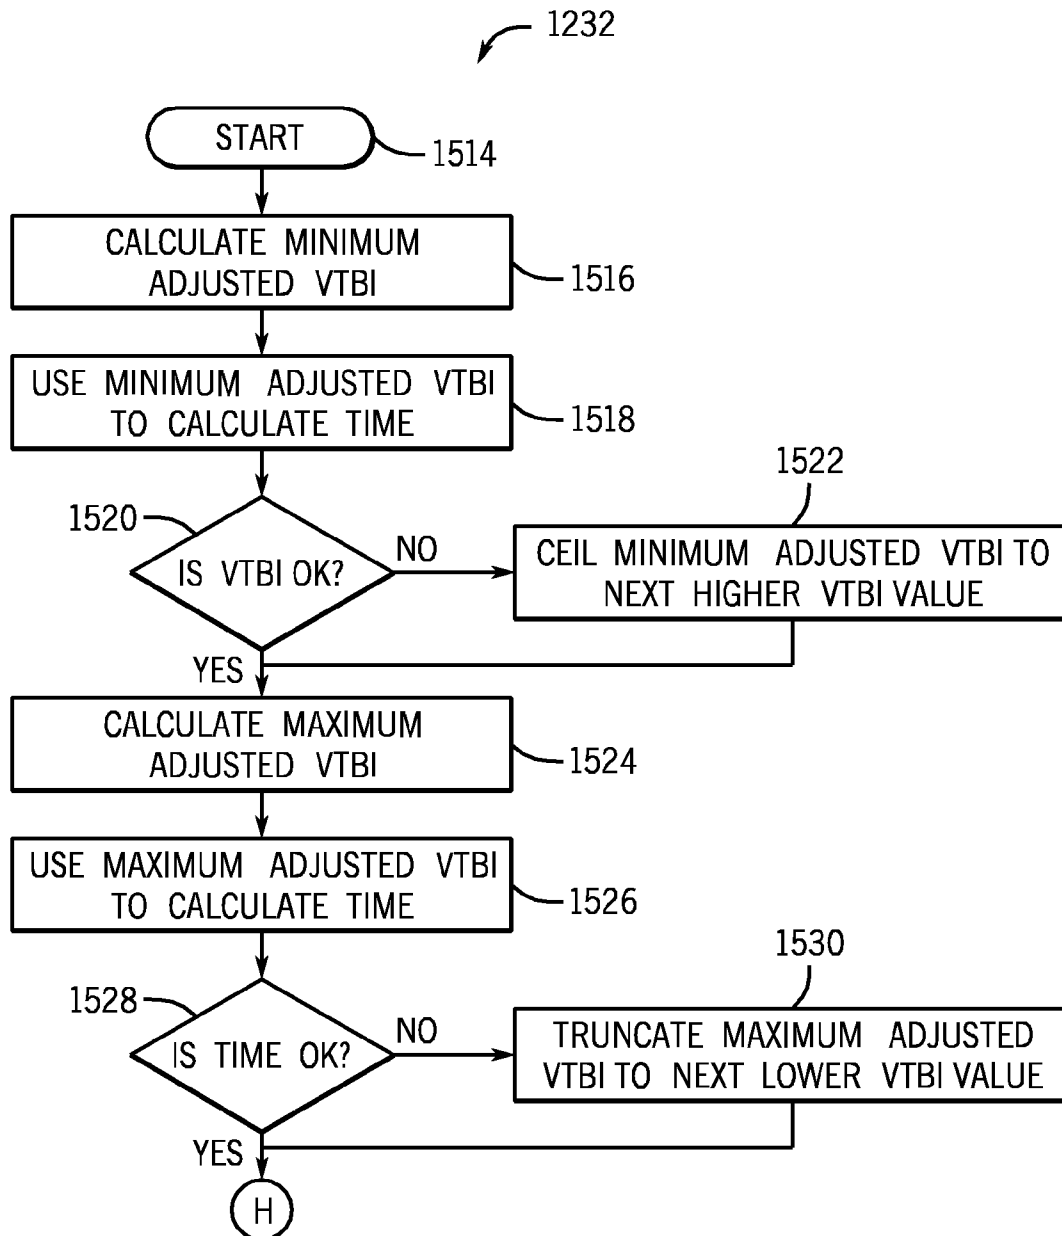 1232
START
1514
CALCULATE MINIMUM
ADJUSTED VTBI
1516
USE MINIMUM ADJUSTED VTBI
TO CALCULATE TIME
1518
1520
IS VTBI OK?
NO
1522
CEIL MINIMUM ADJUSTED VTBI TO
NEXT HIGHER VTBI VALUE
YES
CALCULATE MAXIMUM
ADJUSTED VTBI
1524
USE MAXIMUM ADJUSTED VTBI
TO CALCULATE TIME
1526
1528
IS TIME OK?
NO
1530
TRUNCATE MAXIMUM ADJUSTED
VTBI TO NEXT LOWER VTBI VALUE
YES
H